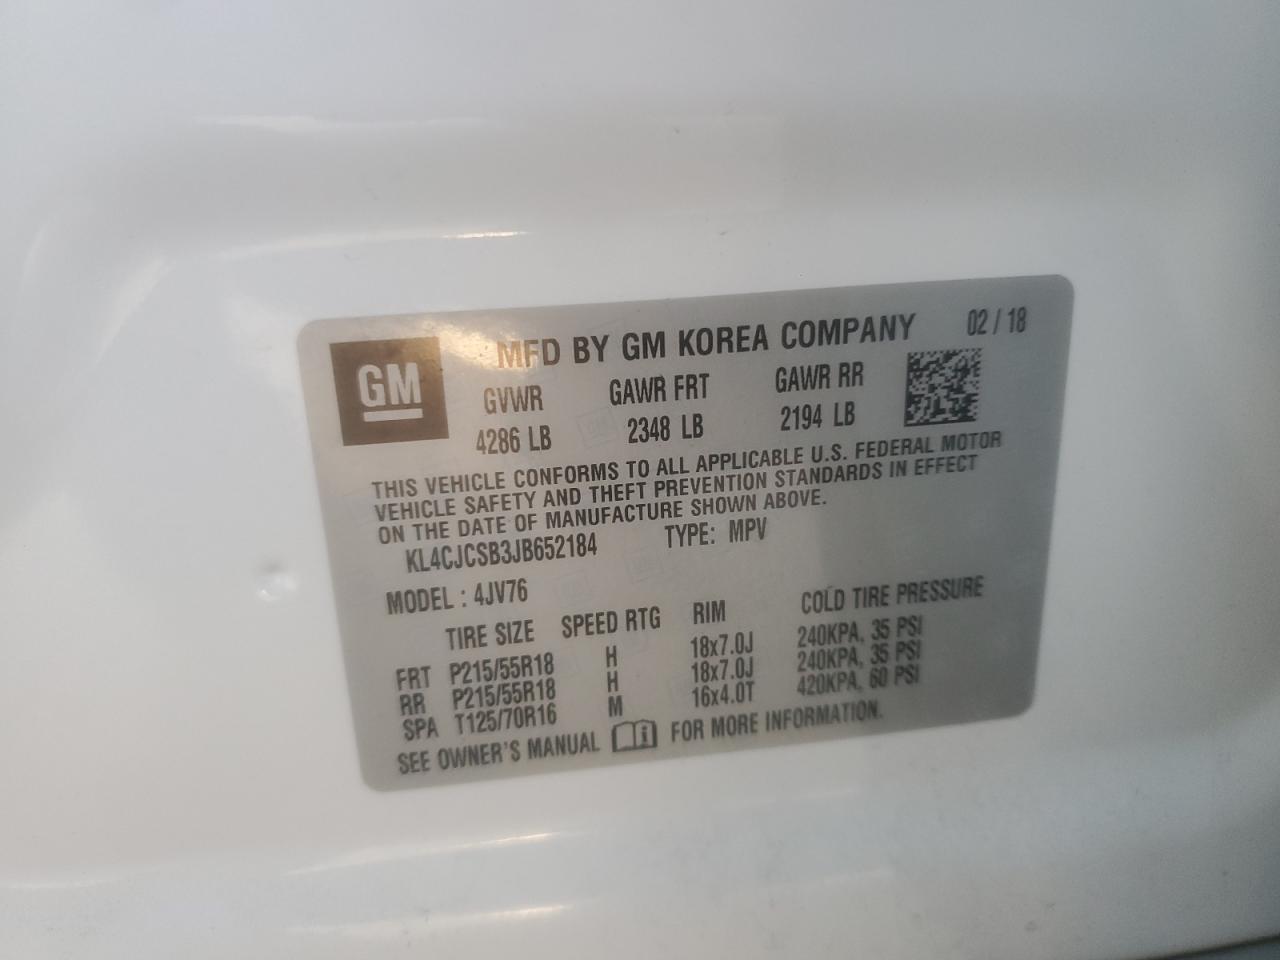 MFD BY GM KOREA COMPANY 02 / 18
GM
GVWR GAWR FRT GAWR RR
4286 LB 2348 LB 2194 LB
THIS VEHICLE CONFORMS TO ALL APPLICABLE U.S. FEDERAL MOTOR
VEHICLE SAFETY AND THEFT PREVENTION STANDARDS IN EFFECT
ON THE DATE OF MANUFACTURE SHOWN ABOVE.
KL4CJCSB3JB652184 TYPE: MPV
MODEL : 4JV76
TIRE SIZE SPEED RTG RIM COLD TIRE PRESSURE
FRT P215/55R18 H 18x7.0J 240KPA, 35 PSI
RR P215/55R18 H 18x7.0J 240KPA, 35 PSI
SPA T125/70R16 M 16x4.0T 420KPA, 60 PSI
SEE OWNER'S MANUAL i FOR MORE INFORMATION.